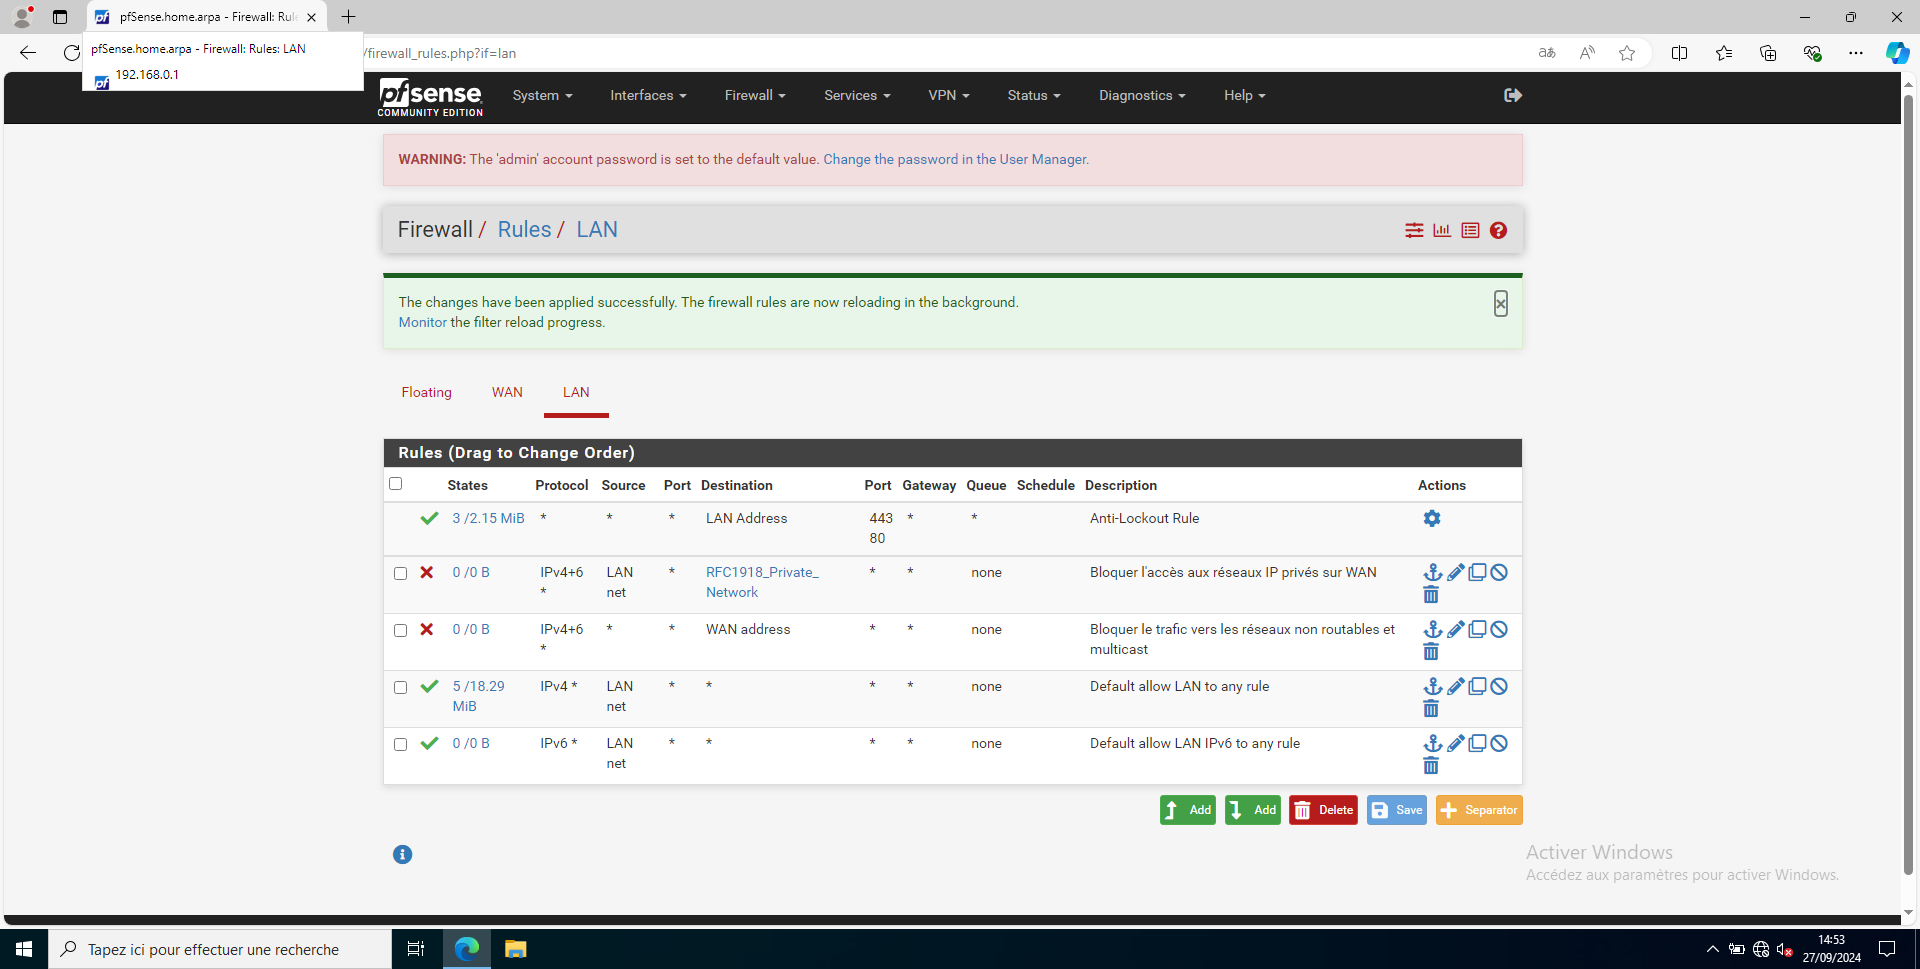 pfSense.home.arpa - Firewall: Rul
pfSense.home.arpa - Firewall: Rules: LAN
192.168.0.1
/firewall_rules.php?if=lan
pfsense
COMMUNITY EDITION
System
Interfaces
Firewall
Services
VPN
Status
Diagnostics
Help
WARNING: The 'admin' account password is set to the default value. Change the password in the User Manager.
Firewall / Rules / LAN
The changes have been applied successfully. The firewall rules are now reloading in the background.
Monitor the filter reload progress.
Floating WAN LAN
Rules (Drag to Change Order)
States Protocol Source Port Destination Port Gateway Queue Schedule Description Actions
3 /2.15 MiB * * * LAN Address 443 * * Anti-Lockout Rule
80
0 /0 B IPv4+6 LAN * RFC1918_Private_ * * none Bloquer l'accès aux réseaux IP privés sur WAN
* net Network
0 /0 B IPv4+6 * * WAN address * * none Bloquer le trafic vers les réseaux non routables et
* multicast
5 /18.29 IPv4 * LAN * * * * none Default allow LAN to any rule
MiB net
0 /0 B IPv6 * LAN * * * * none Default allow LAN IPv6 to any rule
net
Add Add Delete Save Separator
Activer Windows
Accédez aux paramètres pour activer Windows.
Tapez ici pour effectuer une recherche
14:53
27/09/2024